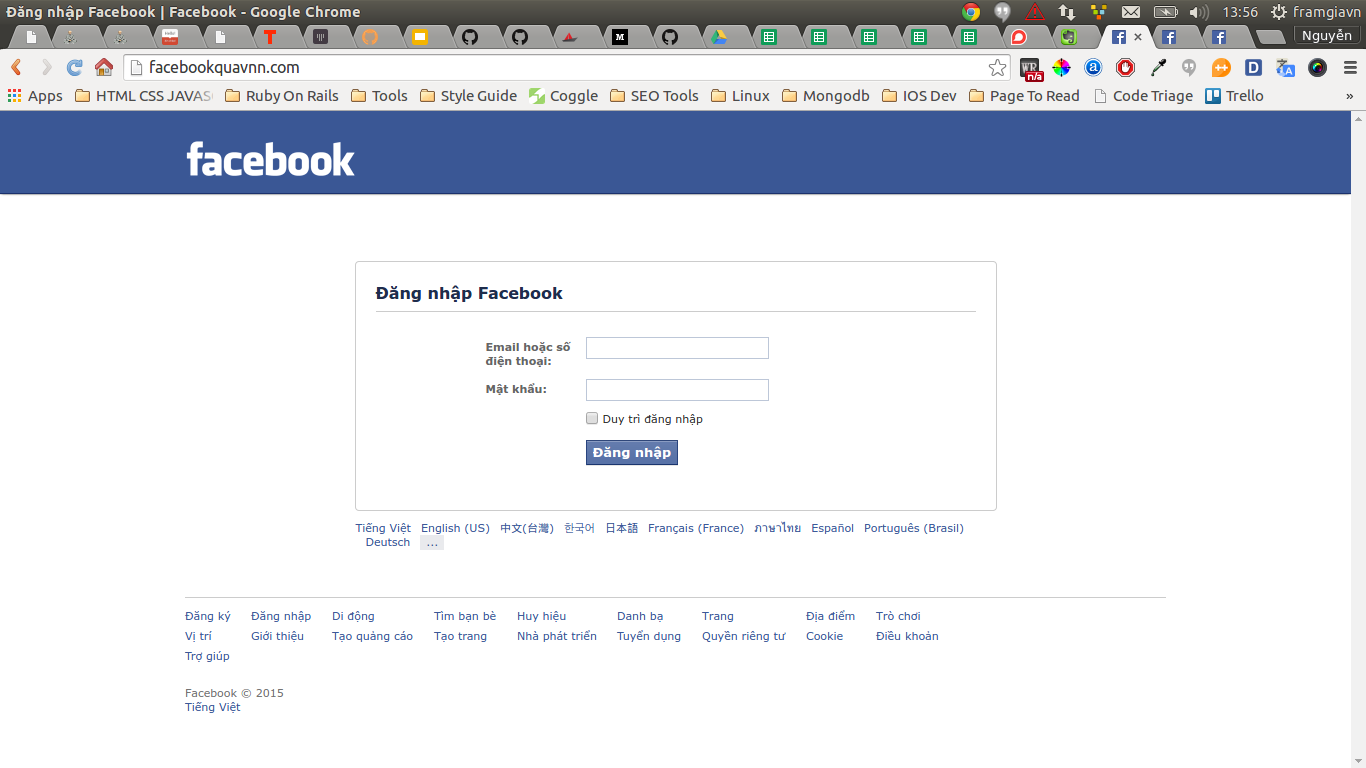 Đăng nhập Facebook | Facebook - Google Chrome
13:56 framgiavn
Nguyễn
facebookquavnn.com
Apps HTML CSS JAVAS Ruby On Rails Tools Style Guide Coggle SEO Tools Linux Mongodb IOS Dev Page To Read Code Triage Trello »
facebook
Đăng nhập Facebook
Email hoặc số
điện thoại:
Mật khẩu:
Duy trì đăng nhập
Đăng nhập
Tiếng Việt English (US) 中文(台灣) 한국어 日本語 Français (France) ภาษาไทย Español Português (Brasil)
Deutsch ...
Đăng ký Đăng nhập Di động Tìm bạn bè Huy hiệu Danh bạ Trang Địa điểm Trò chơi
Vị trí Giới thiệu Tạo quảng cáo Tạo trang Nhà phát triển Tuyển dụng Quyền riêng tư Cookie Điều khoản
Trợ giúp
Facebook © 2015
Tiếng Việt